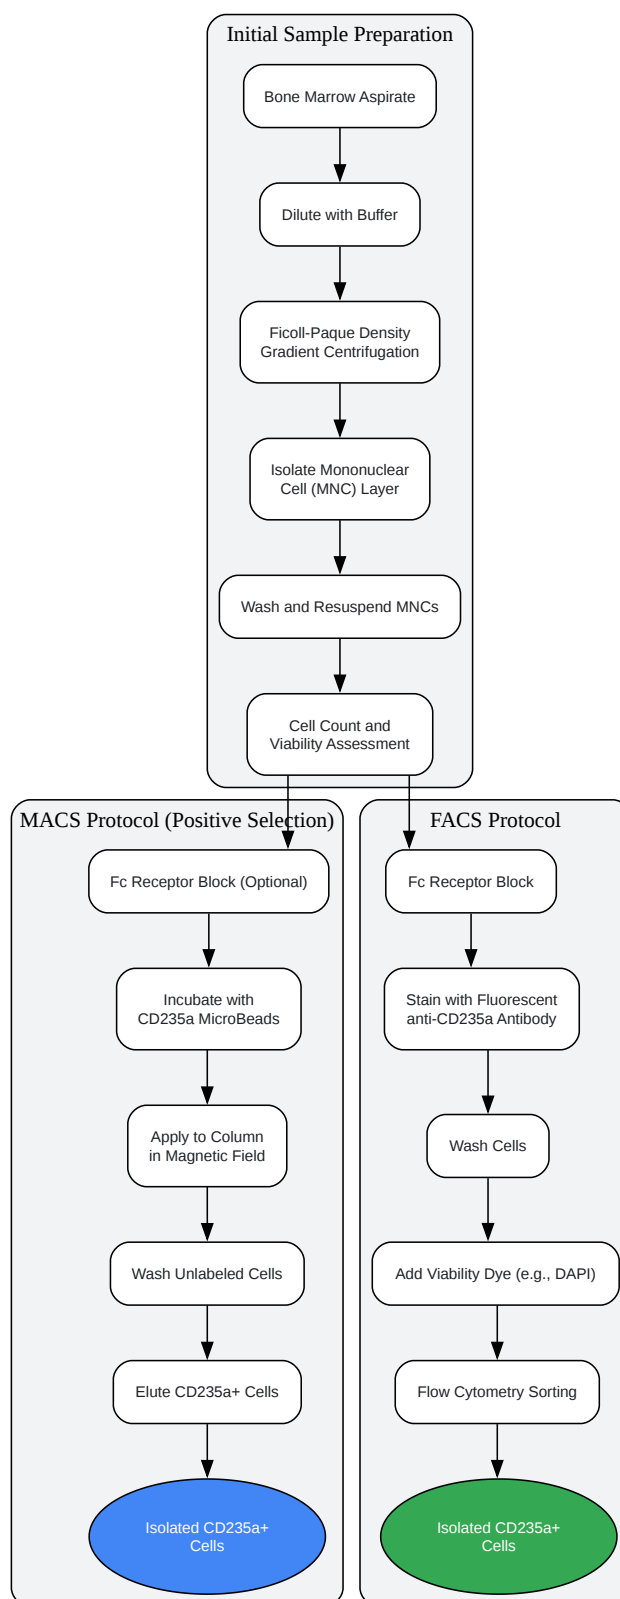 Initial Sample Preparation
Bone Marrow Aspirate
Dilute with Buffer
Ficoll-Paque Density
Gradient Centrifugation
Isolate Mononuclear
Cell (MNC) Layer
Wash and Resuspend MNCs
Cell Count and
Viability Assessment
MACS Protocol (Positive Selection)
Fc Receptor Block (Optional)
Incubate with
CD235a MicroBeads
Apply to Column
in Magnetic Field
Wash Unlabeled Cells
Elute CD235a+ Cells
Isolated CD235a+
Cells
FACS Protocol
Fc Receptor Block
Stain with Fluorescent
anti-CD235a Antibody
Wash Cells
Add Viability Dye (e.g., DAPI)
Flow Cytometry Sorting
Isolated CD235a+
Cells